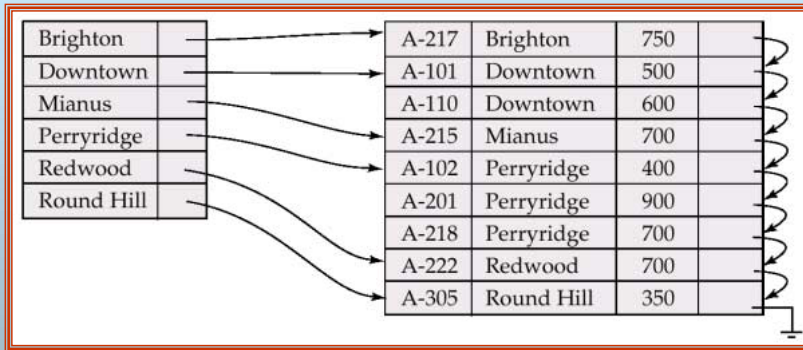 Brighton
Downtown
Mianus
Perryridge
Redwood
Round Hill
A-217 Brighton 750
A-101 Downtown 500
A-110 Downtown 600
A-215 Mianus 700
A-102 Perryridge 400
A-201 Perryridge 900
A-218 Perryridge 700
A-222 Redwood 700
A-305 Round Hill 350